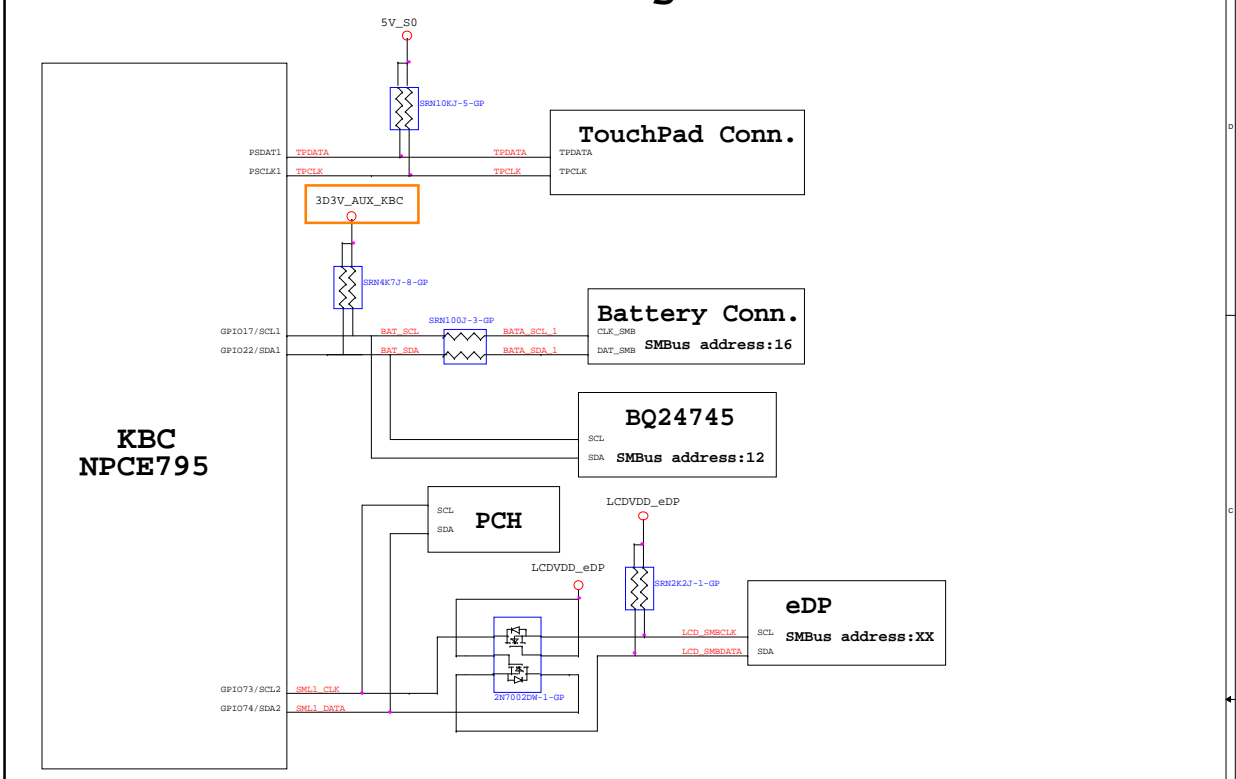 g
5V_S0
SRN10KJ-5-GP
TouchPad Conn.
PSDAT1 TPDATA TPDATA TPDATA
PSCLK1 TPCLK TPCLK TPCLK
3D3V_AUX_KBC
SRN4K7J-8-GP
SRN100J-3-GP
Battery Conn.
GPIO17/SCL1 BAT_SCL BATA_SCL_1 CLK_SMB
SMBus address:16
GPIO22/SDA1 BAT_SDA BATA_SDA_1 DAT_SMB
BQ24745
SCL
SDA SMBus address:12
KBC
NPCE795
SCL
PCH
SDA
LCDVDD_eDP
LCDVDD_eDP
SRN2K2J-1-GP
eDP
LCD_SMBCLK SCL SMBus address:XX
LCD_SMBDATA SDA
GPIO73/SCL2 SML1_CLK
2N7002DW-1-GP
GPIO74/SDA2 SML1_DATA
D
C